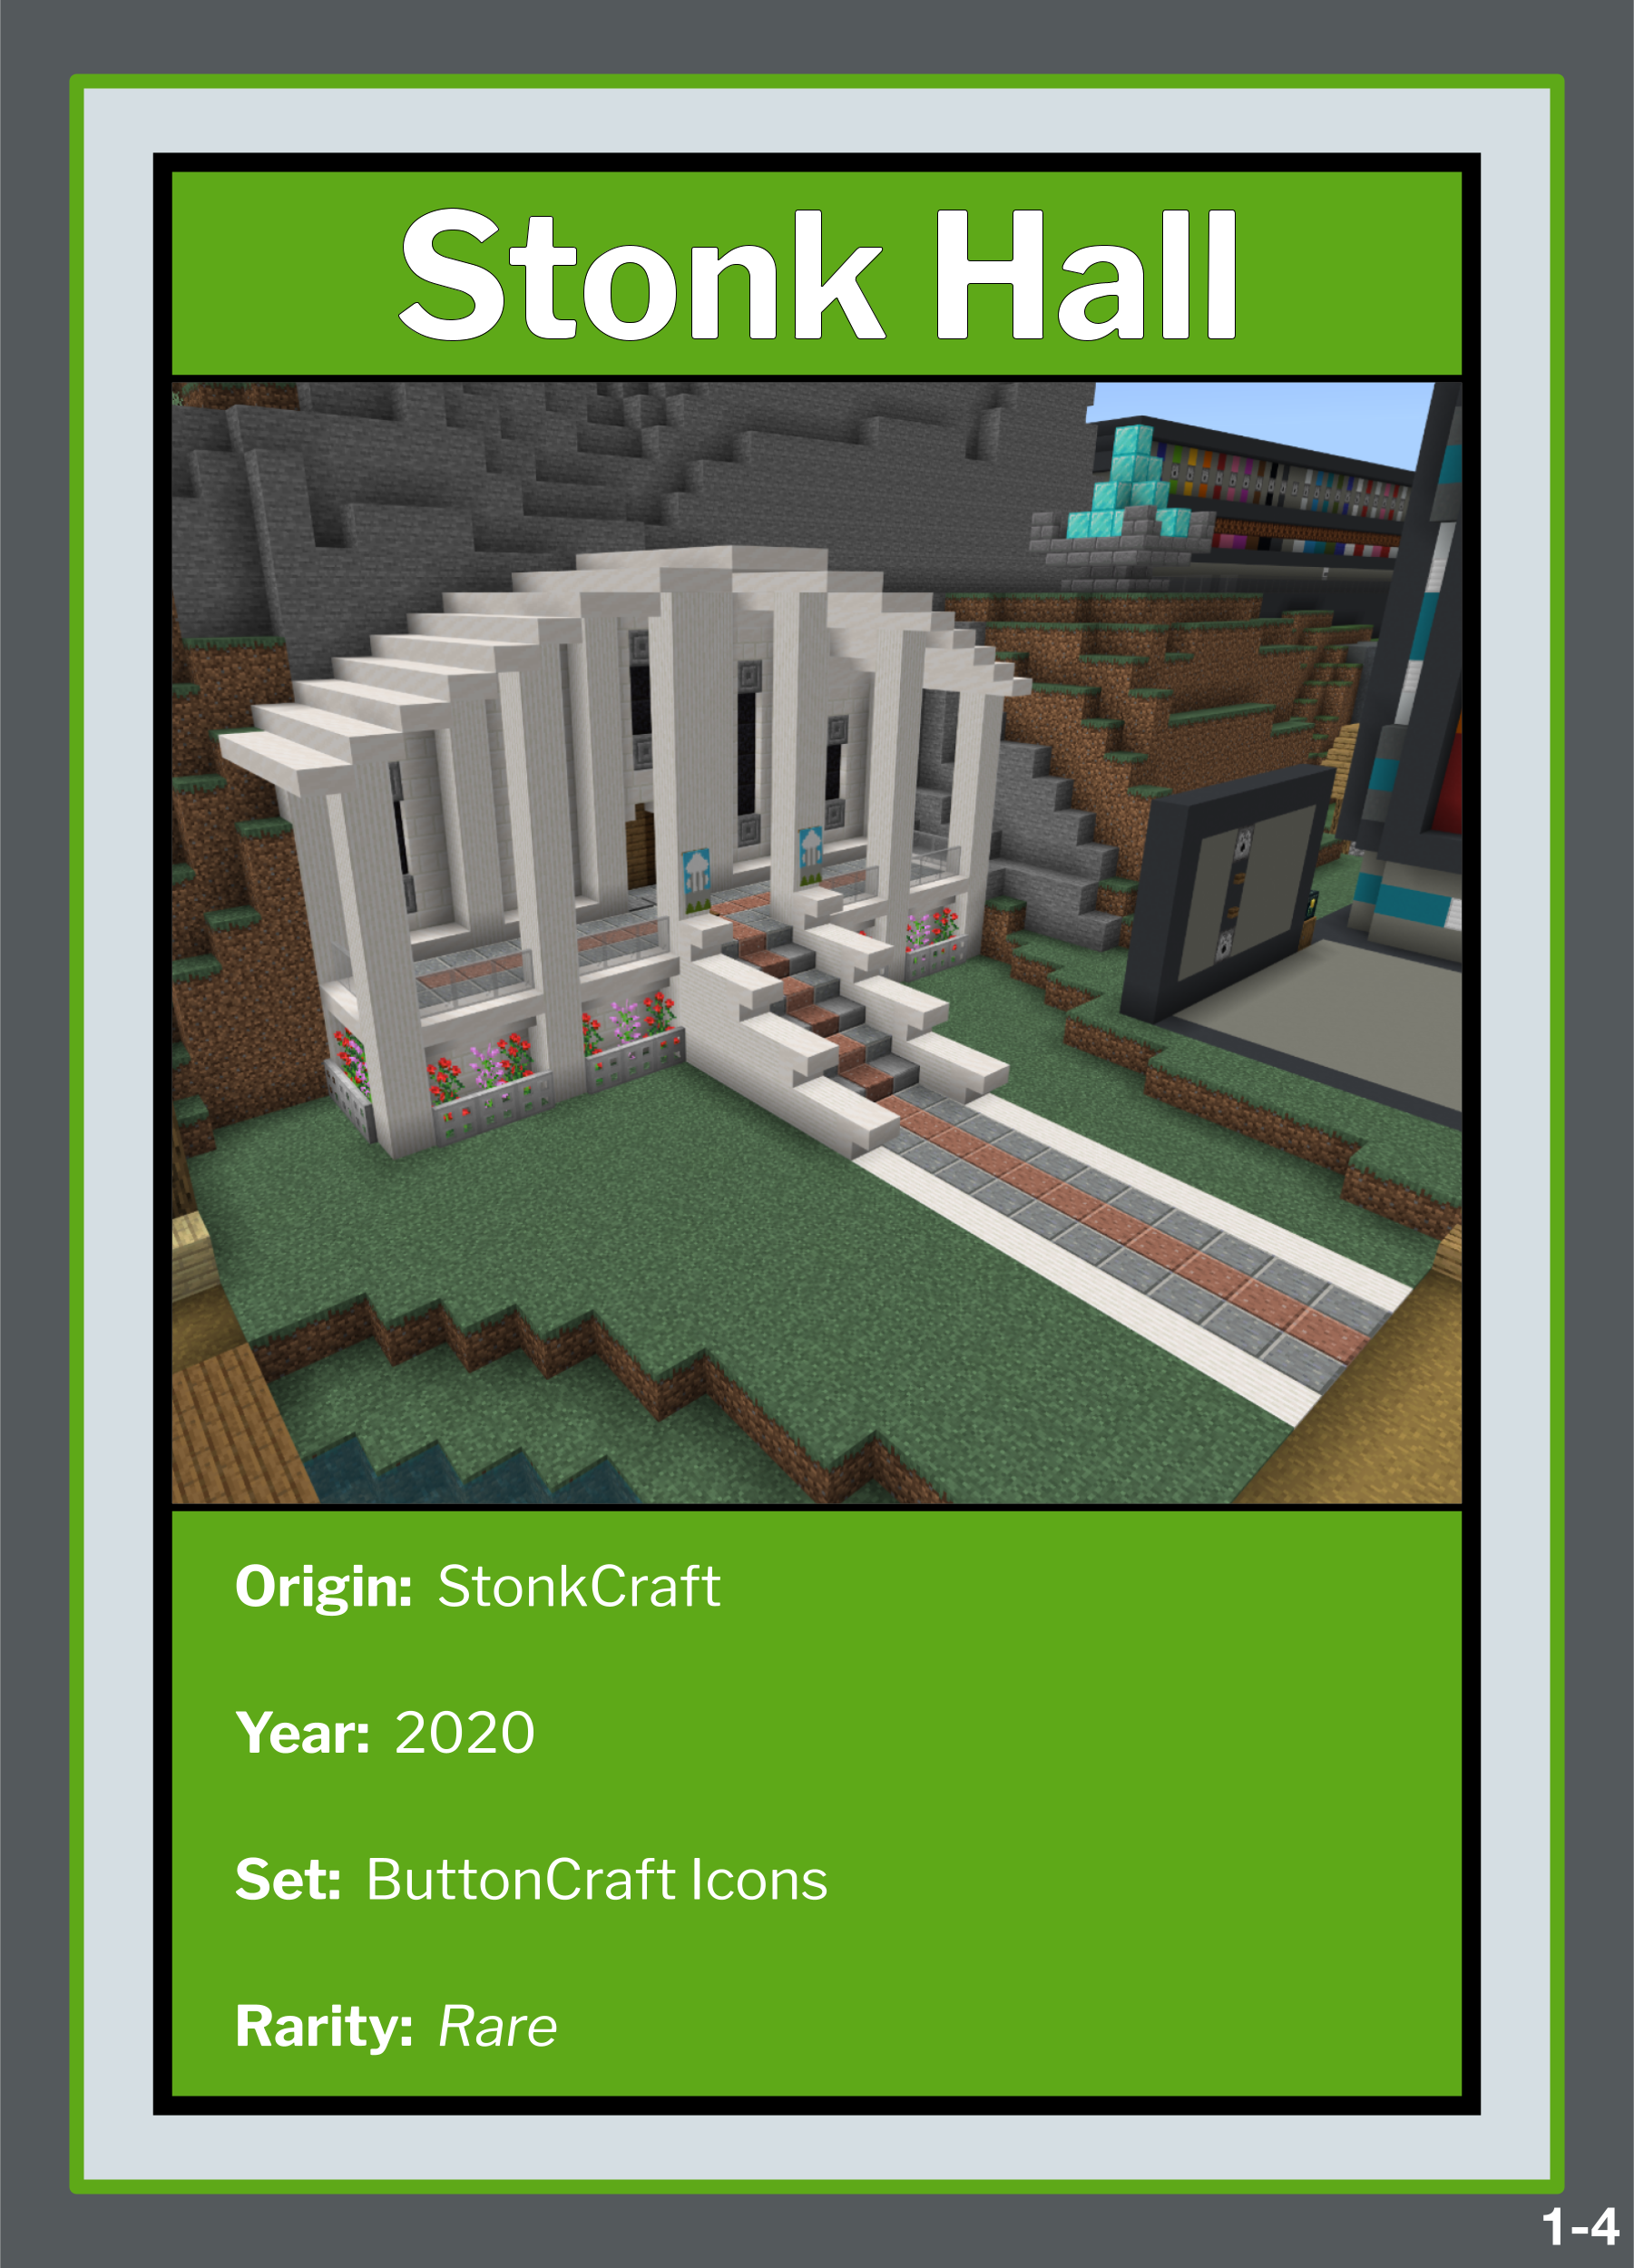 Stonk Hall
Origin: StonkCraft
Year: 2020
Set: ButtonCraft Icons
Rarity: Rare
1-4